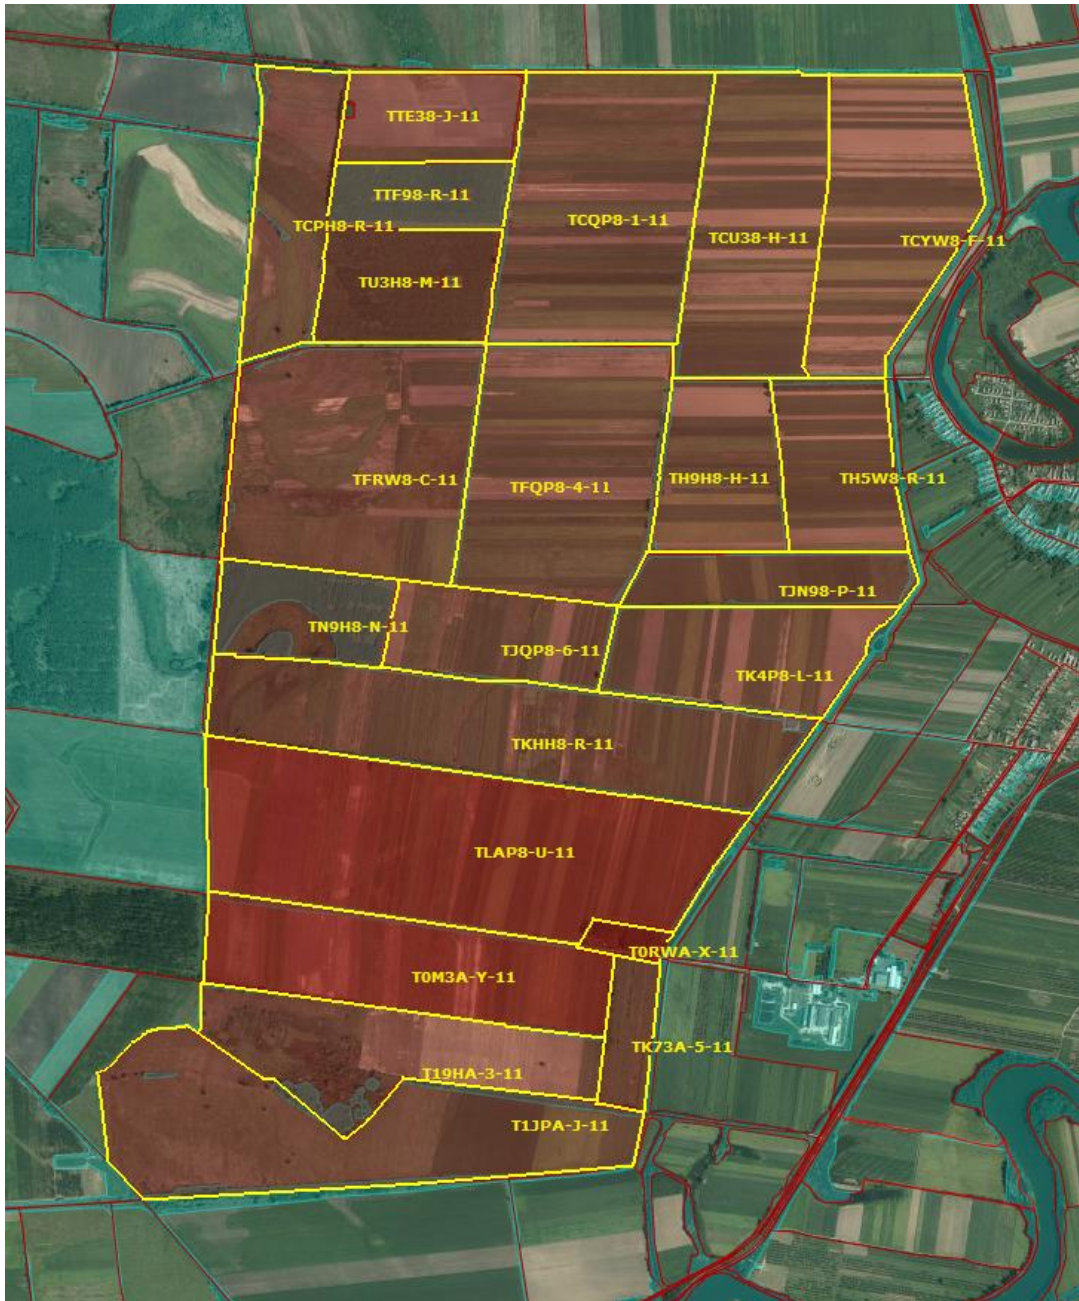 TTE38-J-11
TTF98-R-11
TCPH8-R-11
TCQP8-1-11
TCU38-H-11
TCYW8-F-11
TU3H8-M-11
TFRW8-C-11
TFQP8-4-11
TH9H8-H-11
TH5W8-R-11
TJN98-P-11
TN9H8-N-11
TJQP8-6-11
TK4P8-L-11
TKHH8-R-11
TLAP8-U-11
T0RWA-X-11
T0M3A-Y-11
TK73A-5-11
T19HA-3-11
T1JPA-J-11